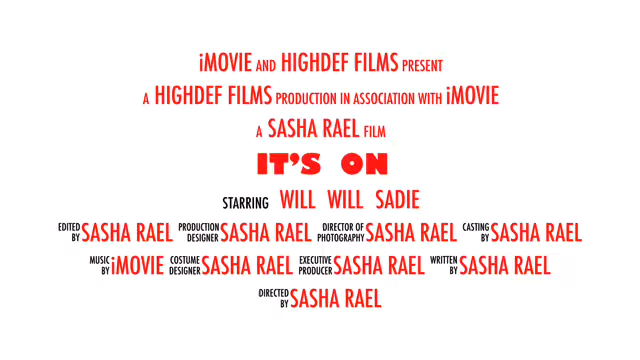 iMOVIE AND HIGHDEF FILMS PRESENT
A HIGHDEF FILMS PRODUCTION IN ASSOCIATION WITH iMOVIE
A SASHA RAEL FILM
IT'S ON
STARRING WILL WILL SADIE
EDITED BY SASHA RAEL PRODUCTION DESIGNER SASHA RAEL DIRECTOR OF PHOTOGRAPHY SASHA RAEL CASTING BY SASHA RAEL
MUSIC BY iMOVIE COSTUME DESIGNER SASHA RAEL EXECUTIVE PRODUCER SASHA RAEL WRITTEN BY SASHA RAEL
DIRECTED BY SASHA RAEL